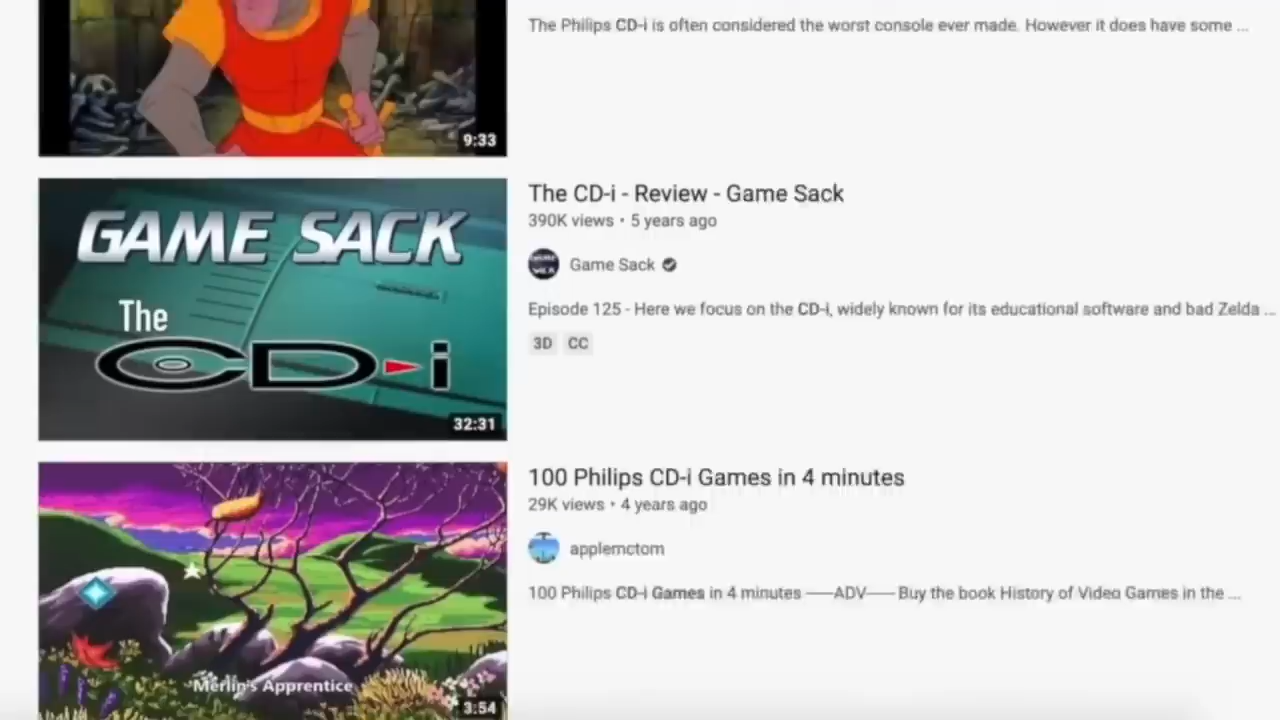 The Philips CD-i is often considered the worst console ever made. However it does have some ...
9:33
GAME SACK
The
CD-i
32:31
The CD-i - Review - Game Sack
390K views • 5 years ago
Game Sack
Episode 125 - Here we focus on the CD-i, widely known for its educational software and bad Zelda ...
3D CC
Merlin's Apprentice
3:54
100 Philips CD-i Games in 4 minutes
29K views • 4 years ago
applemctom
100 Philips CD-i Games in 4 minutes ——ADV—— Buy the book History of Video Games in the ...